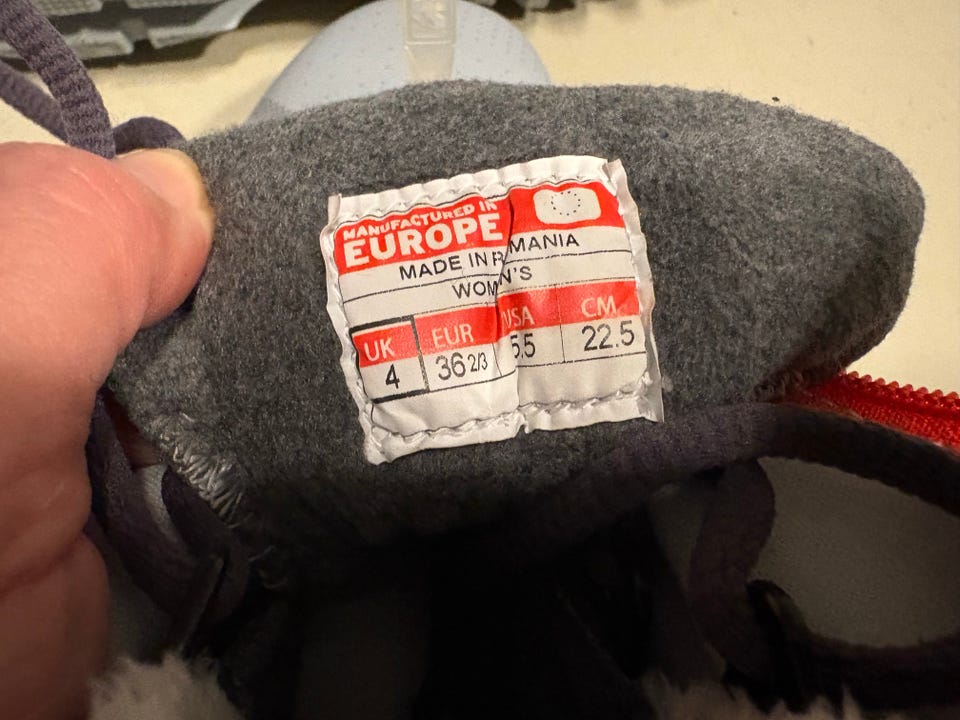 MANUFACTURED IN
EUROPE
MADE IN R MANIA
WOM N'S
UK EUR USA CM
4 36 2/3 5.5 22.5